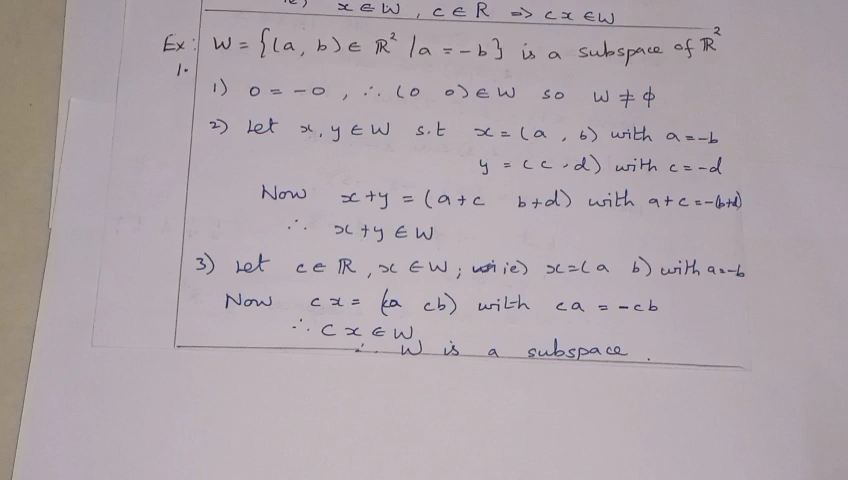 x ∈ W , c ∈ R => cx ∈ W
Ex: W = {(a, b) ∈ R² / a = -b} is a subspace of R²
1.
1) 0 = -0 , ∴ (0 0) ∈ W so W ≠ ϕ
2) Let x, y ∈ W s.t x = (a , b) with a = -b
y = (c , d) with c = -d
Now x+y = (a+c b+d) with a+c = -(b+d)
∴ x+y ∈ W
3) Let c ∈ R , x ∈ W ; ie) x = (a b) with a = -b
Now cx = (ca cb) with ca = -cb
∴ cx ∈ W
∴ W is a subspace .